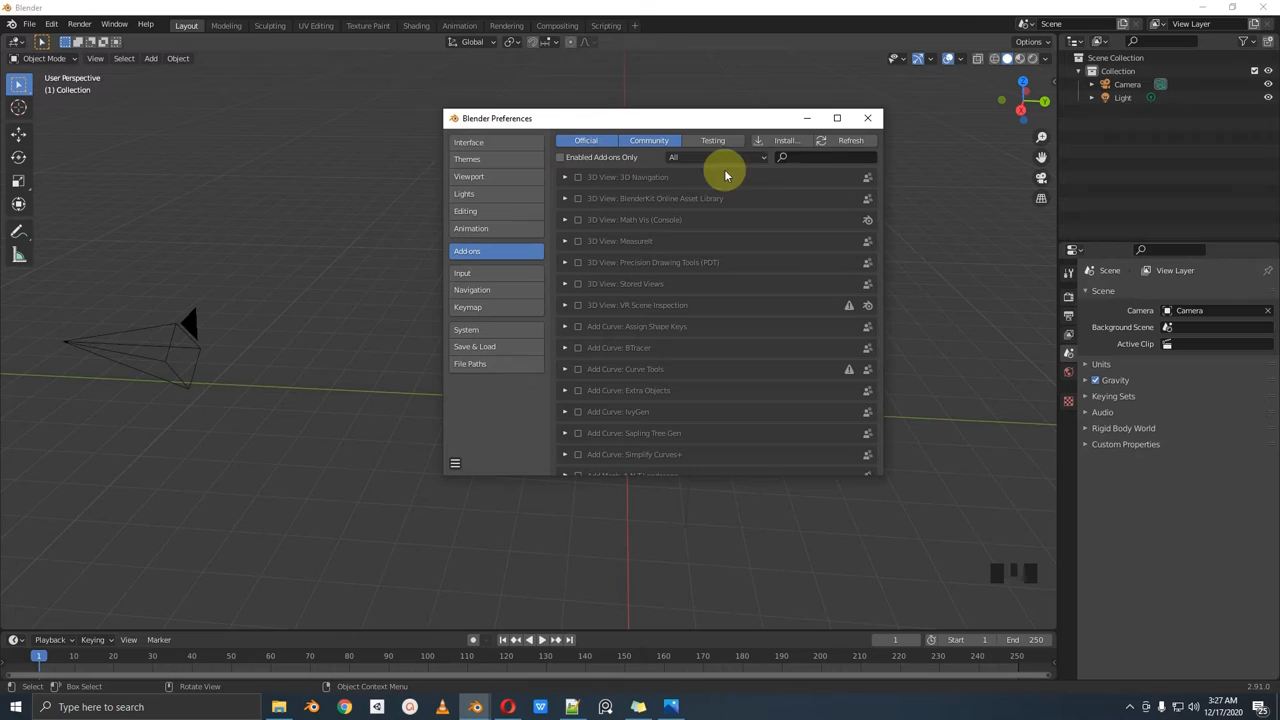 Blender
File Edit Render Window Help Layout Modeling Sculpting UV Editing Texture Paint Shading Animation Rendering Compositing Scripting + Scene View Layer
Global Options
Object Mode View Select Add Object
User Perspective
(1) Collection
Z
Y
X
Scene Collection
Collection
Camera
Light
Blender Preferences
Interface
Themes
Viewport
Lights
Editing
Animation
Add-ons
Input
Navigation
Keymap
System
Save & Load
File Paths
Official Community Testing Install... Refresh
Enabled Add-ons Only All
3D View: 3D Navigation
3D View: BlenderKit Online Asset Library
3D View: Math Vis (Console)
3D View: MeasureIt
3D View: Precision Drawing Tools (PDT)
3D View: Stored Views
3D View: VR Scene Inspection
Add Curve: Assign Shape Keys
Add Curve: BTracer
Add Curve: Curve Tools
Add Curve: Extra Objects
Add Curve: IvyGen
Add Curve: Sapling Tree Gen
Add Curve: Simplify Curves+
Scene View Layer
Scene
Camera Camera
Background Scene
Active Clip
Units
Gravity
Keying Sets
Audio
Rigid Body World
Custom Properties
Playback Keying View Marker 1 Start 1 End 250
1 10 20 30 40 50 60 70 80 90 100 110 120 130 140 150 160 170 180 190 200 210 220 230 240 250
Select Box Select Rotate View Object Context Menu 2.91.0
Type here to search
3:27 AM
12/17/2020